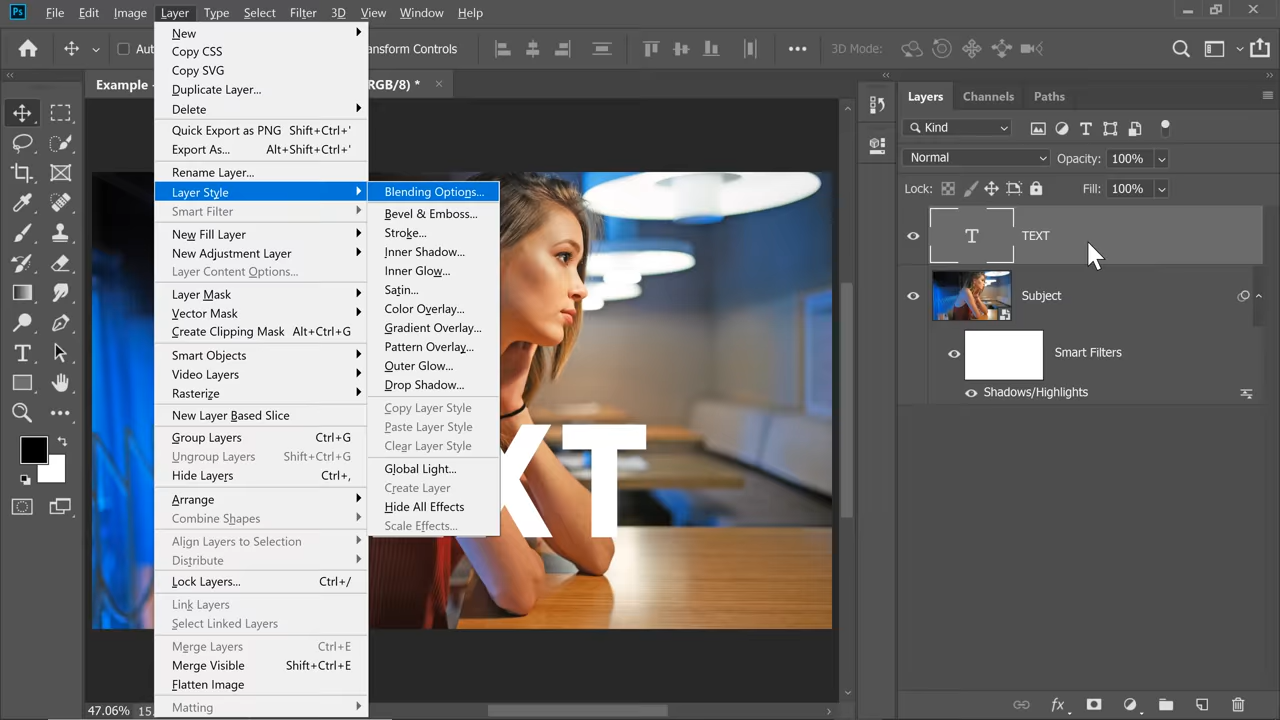 Ps File Edit Image Layer Type Select Filter 3D View Window Help
Aut
ansform Controls
3D Mode:
Example -
RGB/8) *
New
Copy CSS
Copy SVG
Duplicate Layer...
Delete
Quick Export as PNG Shift+Ctrl+'
Export As... Alt+Shift+Ctrl+'
Rename Layer...
Layer Style
Smart Filter
New Fill Layer
New Adjustment Layer
Layer Content Options...
Layer Mask
Vector Mask
Create Clipping Mask Alt+Ctrl+G
Smart Objects
Video Layers
Rasterize
New Layer Based Slice
Group Layers Ctrl+G
Ungroup Layers Shift+Ctrl+G
Hide Layers Ctrl+,
Arrange
Combine Shapes
Align Layers to Selection
Distribute
Lock Layers... Ctrl+/
Link Layers
Select Linked Layers
Merge Layers Ctrl+E
Merge Visible Shift+Ctrl+E
Flatten Image
Matting
Blending Options...
Bevel & Emboss...
Stroke...
Inner Shadow...
Inner Glow...
Satin...
Color Overlay...
Gradient Overlay...
Pattern Overlay...
Outer Glow...
Drop Shadow...
Copy Layer Style
Paste Layer Style
Clear Layer Style
Global Light...
Create Layer
Hide All Effects
Scale Effects...
XT
47.06% 15
Layers Channels Paths
Kind
Normal Opacity: 100%
Lock: Fill: 100%
T TEXT
Subject
Smart Filters
Shadows/Highlights
fx